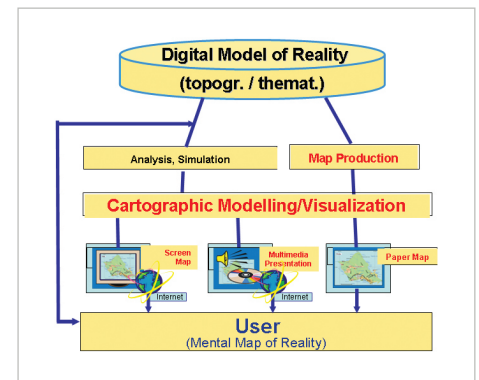 Digital Model of Reality
(topogr. / themat.)
Analysis, Simulation
Map Production
Cartographic Modelling/Visualization
Screen
Map
Internet
Multimedia
Presentation
Internet
Paper Map
User
(Mental Map of Reality)